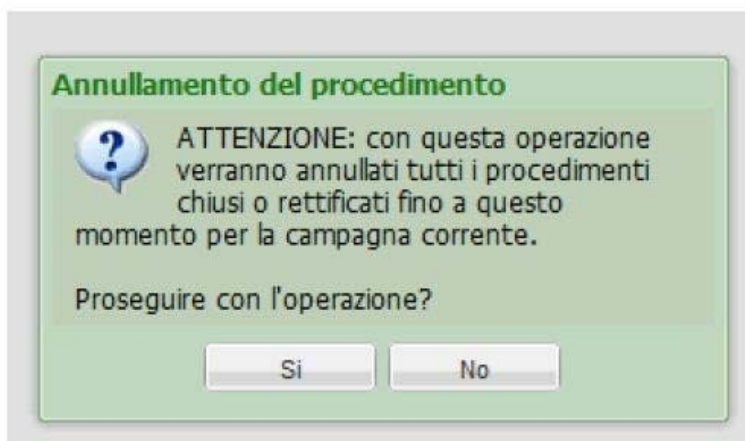 Annullamento del procedimento
ATTENZIONE: con questa operazione
verranno annullati tutti i procedimenti
chiusi o rettificati fino a questo
momento per la campagna corrente.
Proseguire con l'operazione?
Si No